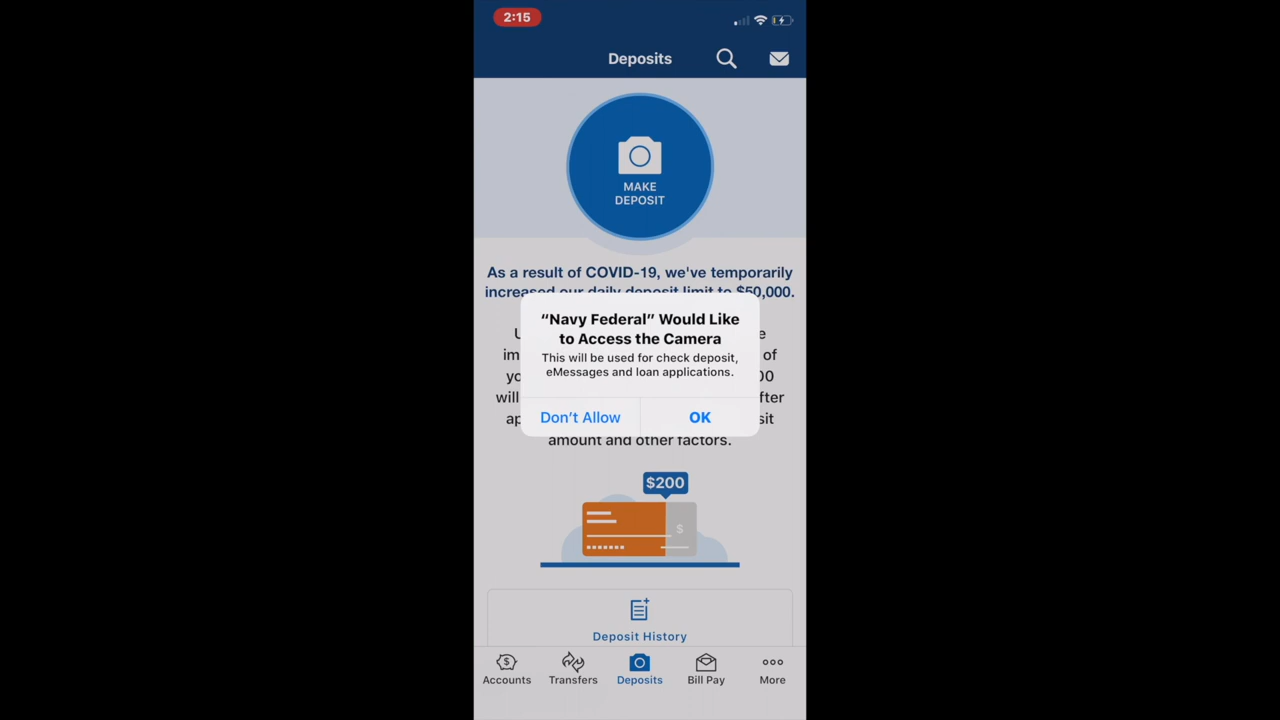 2:15
Deposits
MAKE
DEPOSIT
As a result of COVID-19, we've temporarily
increased our daily deposit limit to $50,000.
“Navy Federal” Would Like
to Access the Camera
This will be used for check deposit,
eMessages and loan applications.
Don’t Allow
OK
amount and other factors.
$200
$
Deposit History
Accounts
Transfers
Deposits
Bill Pay
More